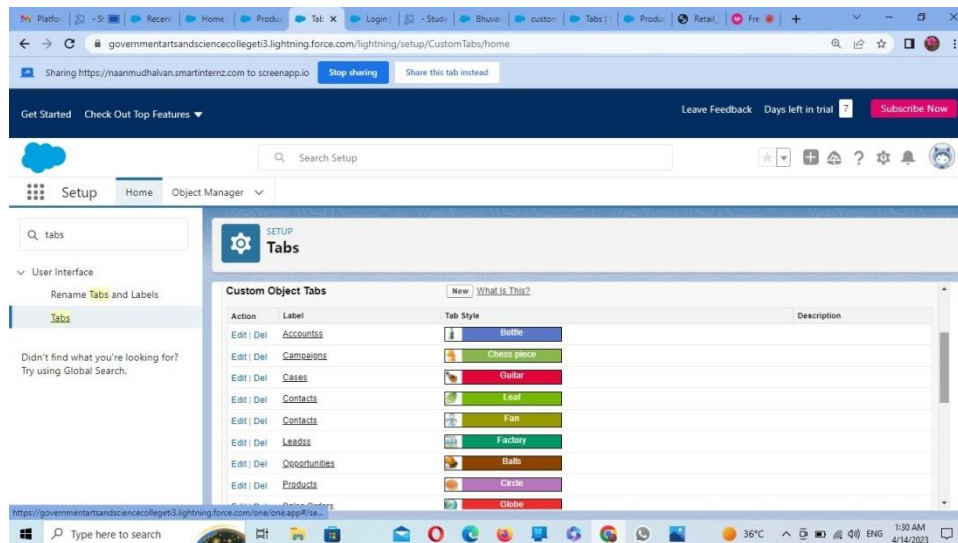 Platfor
- St
Recent
Home
Produc
Tab
Login |
- Stude
Bhuvan
custom
Tabs |
Produc
Retail_
Fre
governmentartsandsciencecollegeti3.lightning.force.com/lightning/setup/CustomTabs/home
Sharing https://naanmudhalvan.smartinternz.com to screenapp.io Stop sharing Share this tab instead
Get Started Check Out Top Features Leave Feedback Days left in trial 7 Subscribe Now
Search Setup
Setup Home Object Manager
tabs
SETUP
Tabs
User Interface
Rename Tabs and Labels
Tabs
Didn't find what you're looking for?
Try using Global Search.
Custom Object Tabs New What Is This?
Action Label Tab Style Description
Edit | Del Accountss Bottle
Edit | Del Campaigns Chess piece
Edit | Del Cases Guitar
Edit | Del Contacts Leaf
Edit | Del Contacts Fan
Edit | Del Leadss Factory
Edit | Del Opportunities Balls
Edit | Del Products Circle
Globe
https://governmentartsandsciencecollegeti3.lightning.force.com/one/one.app#/se...
Type here to search
36°C ENG 1:30 AM
4/14/2023